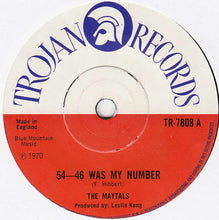 TROJAN RECORDS
Made in
England
Blue Mountain
Music
℗ 1970
TR-7808 A
54—46 WAS MY NUMBER
(F. Hibbert)
THE MAYTALS
Produced by: Leslie Kong